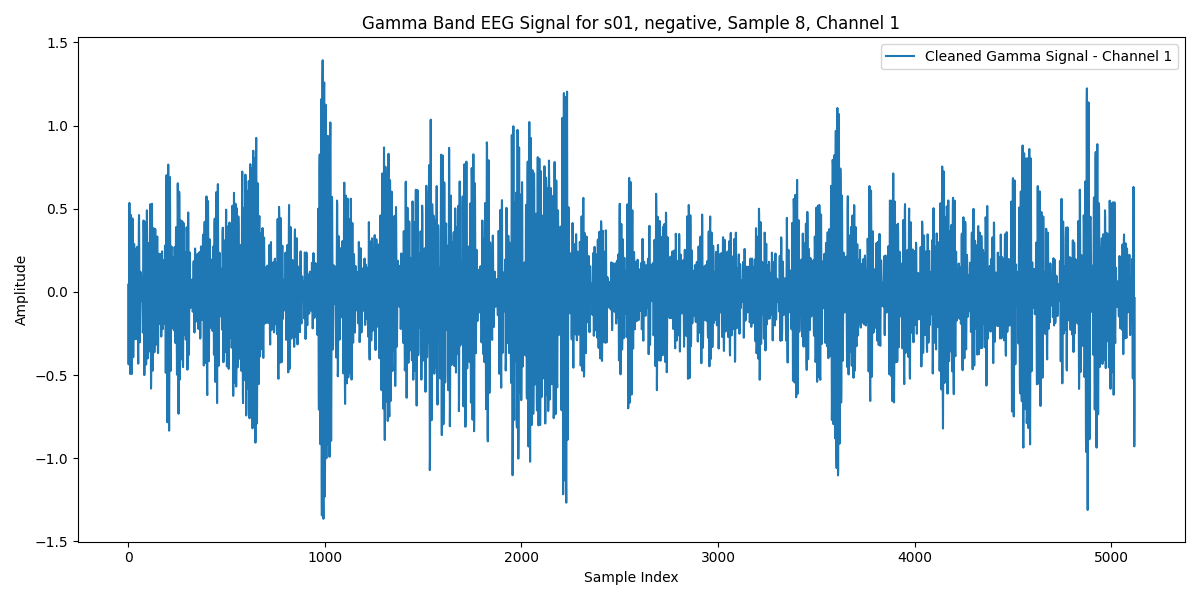 Gamma Band EEG Signal for s01, negative, Sample 8, Channel 1
Cleaned Gamma Signal - Channel 1
Amplitude
1.5
1.0
0.5
0.0
−0.5
−1.0
−1.5
0 1000 2000 3000 4000 5000
Sample Index